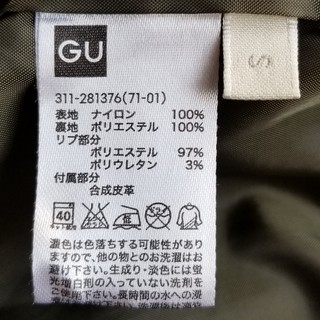 GU
S
311-281376(71-01)
表地 ナイロン 100%
裏地 ポリエステル 100%
リブ部分
ポリエステル 97%
ポリウレタン 3%
付属部分
合成皮革
40 低
濃色は色落ちする可能性があり
ますので、他の物とのお洗濯はお
避け下さい。生成り・淡色には蛍
光増白剤の入っていない洗剤が
お使い下さい。長時間の水への浸